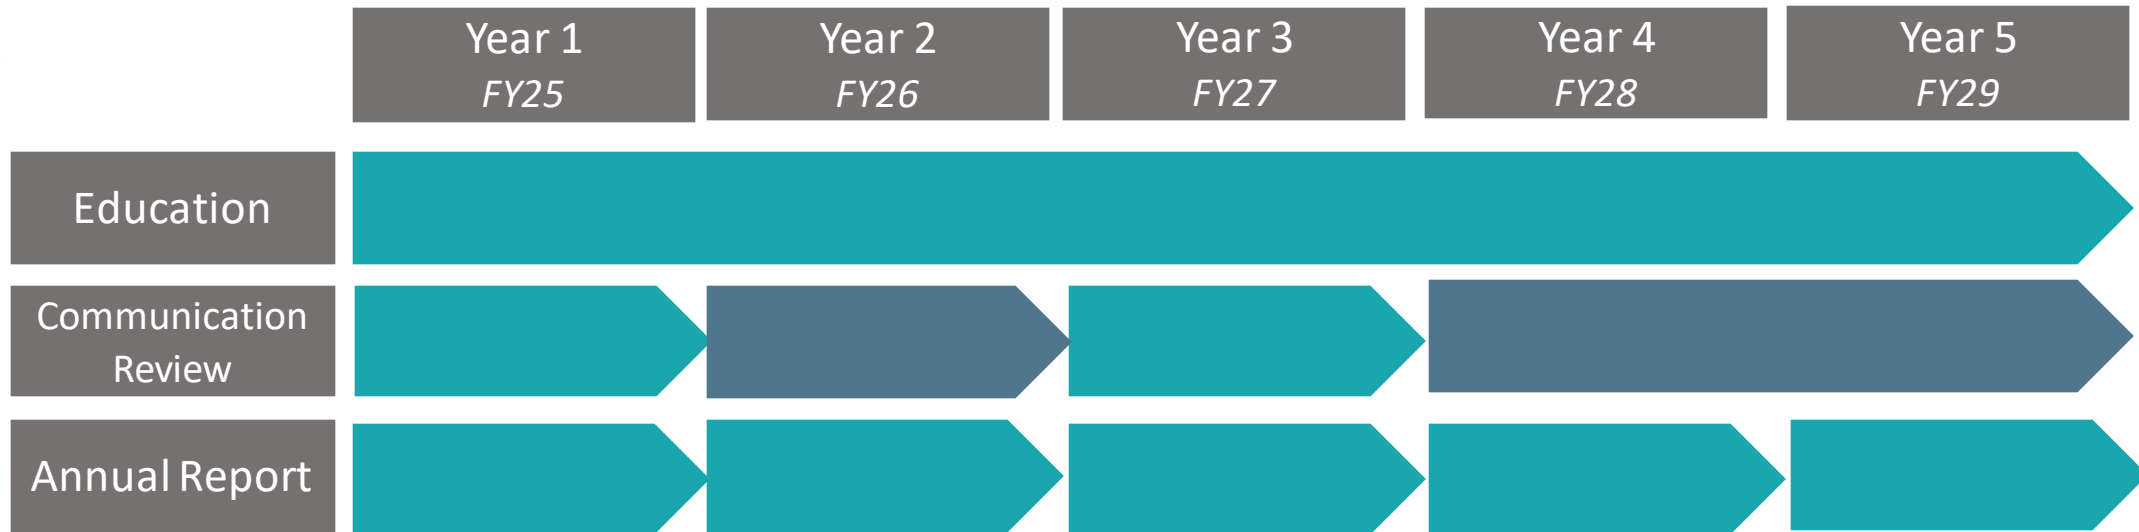 Year 1
FY25
Year 2
FY26
Year 3
FY27
Year 4
FY28
Year 5
FY29
Education
Communication
Review
Annual Report